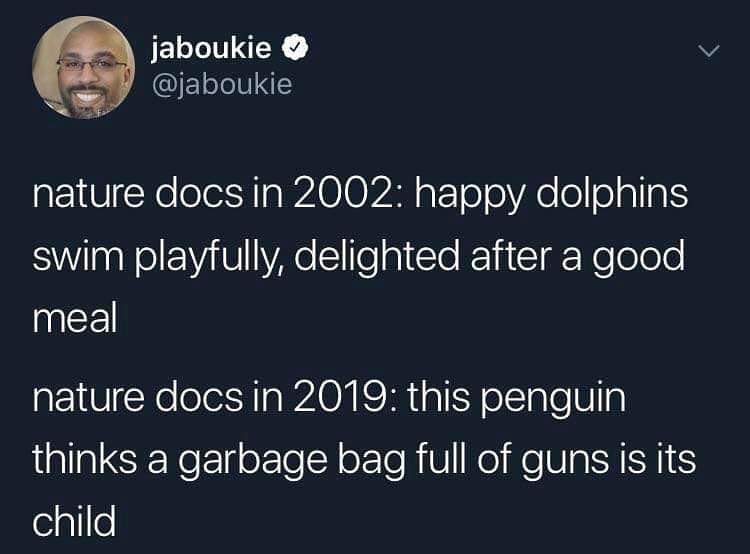 jaboukie
@jaboukie
nature docs in 2002: happy dolphins
swim playfully, delighted after a good
meal
nature docs in 2019: this penguin
thinks a garbage bag full of guns is its
child